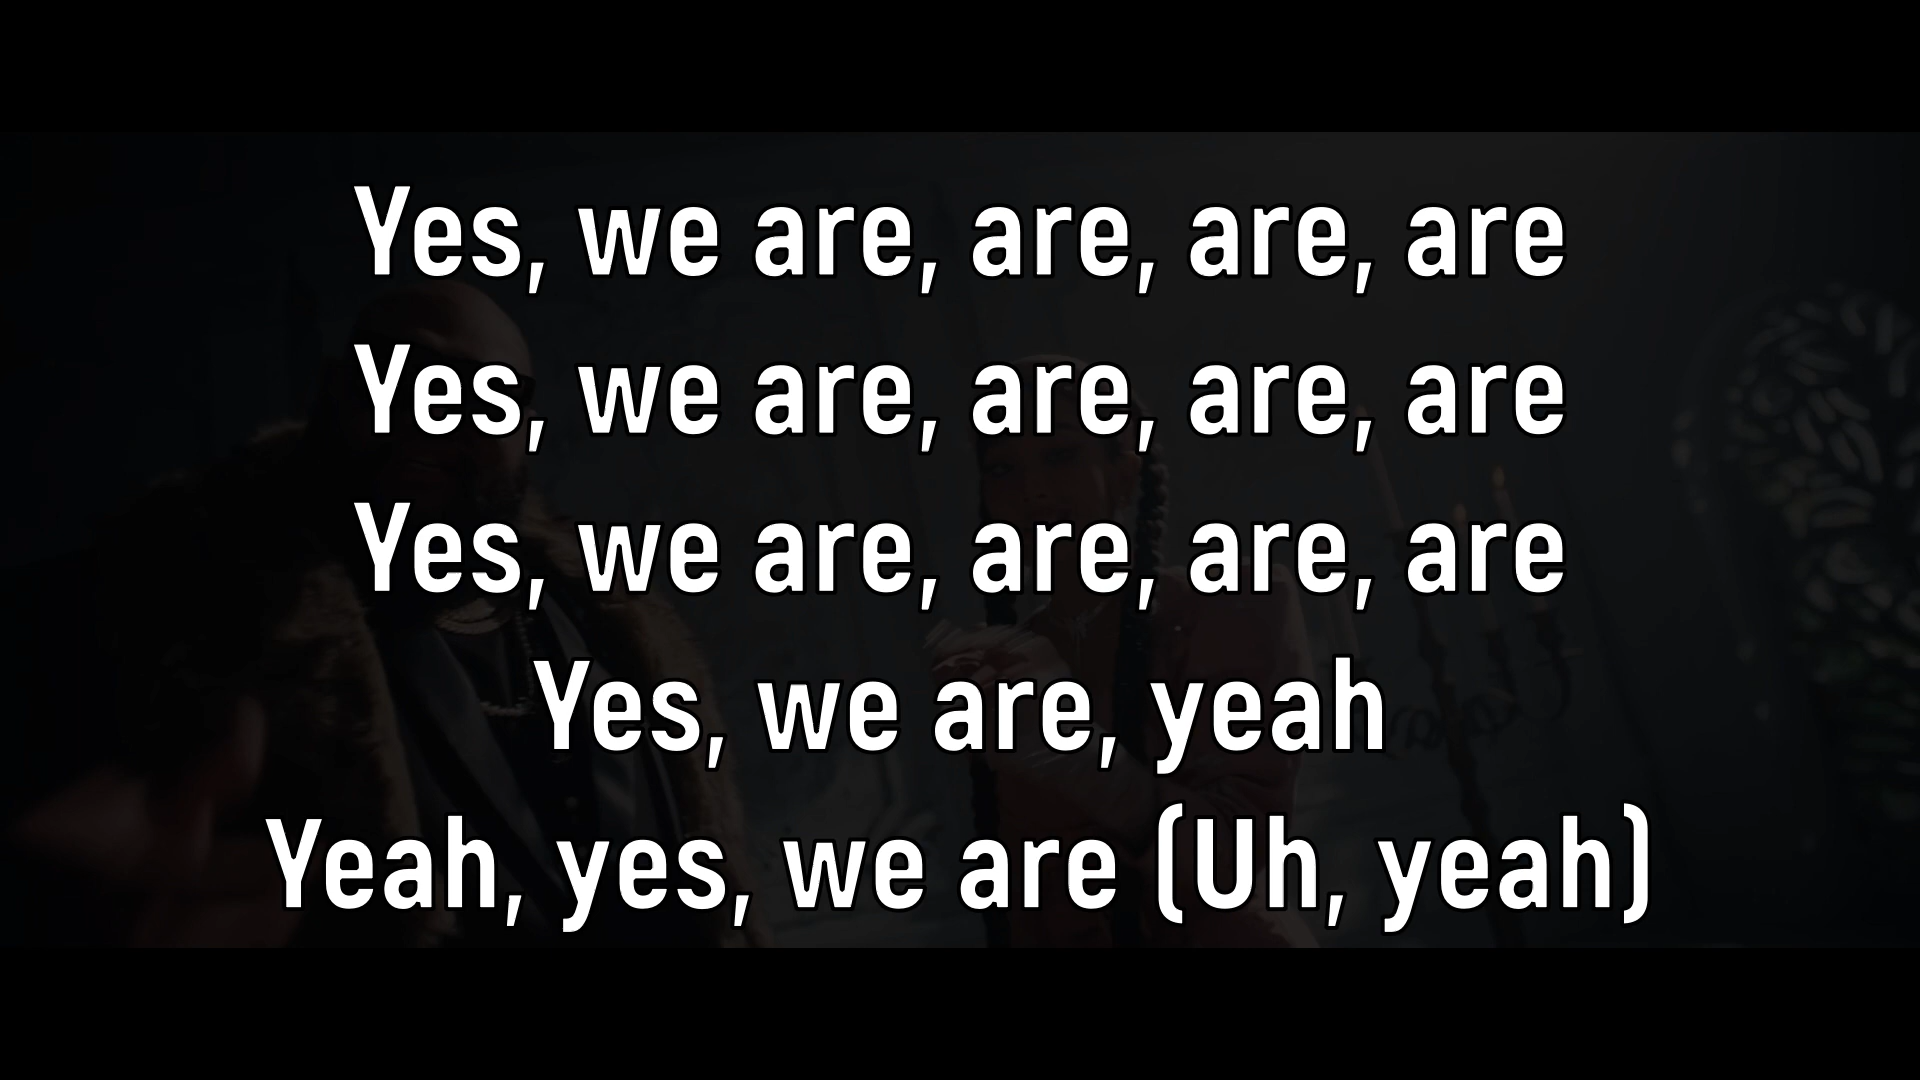 Yes, we are, are, are, are
Yes, we are, are, are, are
Yes, we are, are, are, are
Yes, we are, yeah
Yeah, yes, we are (Uh, yeah)